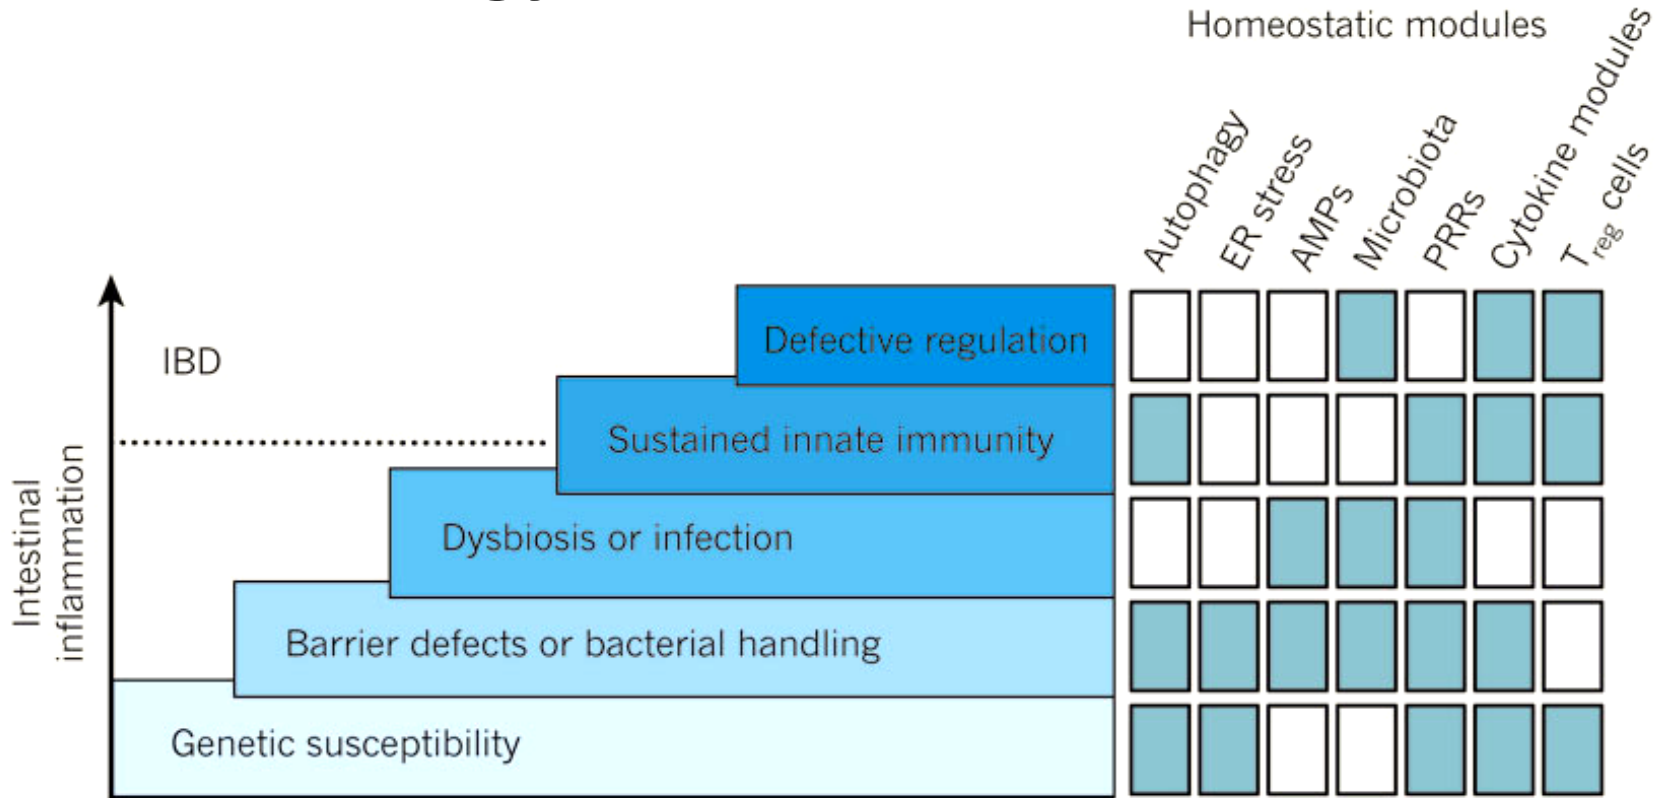 Homeostatic modules
Autophagy
ER stress
AMPs
Microbiota
PRRs
Cytokine modules
Treg cells
IBD
Intestinal
inflammation
Defective regulation
Sustained innate immunity
Dysbiosis or infection
Barrier defects or bacterial handling
Genetic susceptibility